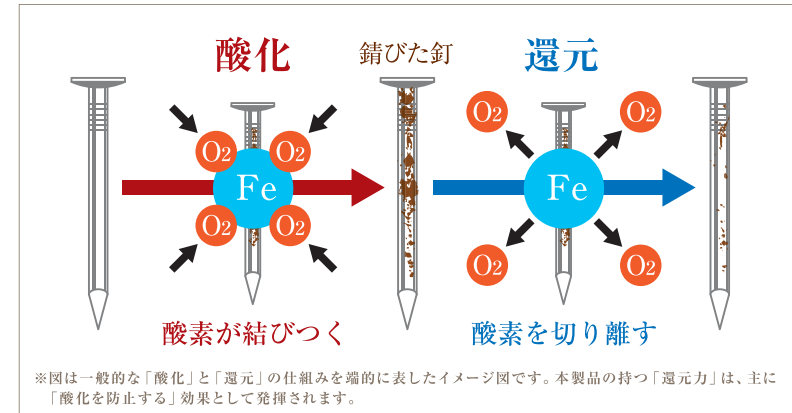 酸化
錆びた釘
還元
O2 O2
Fe
O2 O2
O2 O2
Fe
O2 O2
酸素が結びつく
酸素を切り離す
※図は一般的な「酸化」と「還元」の仕組みを端的に表したイメージ図です。本製品の持つ「還元力」は、主に
「酸化を防止する」効果として発揮されます。